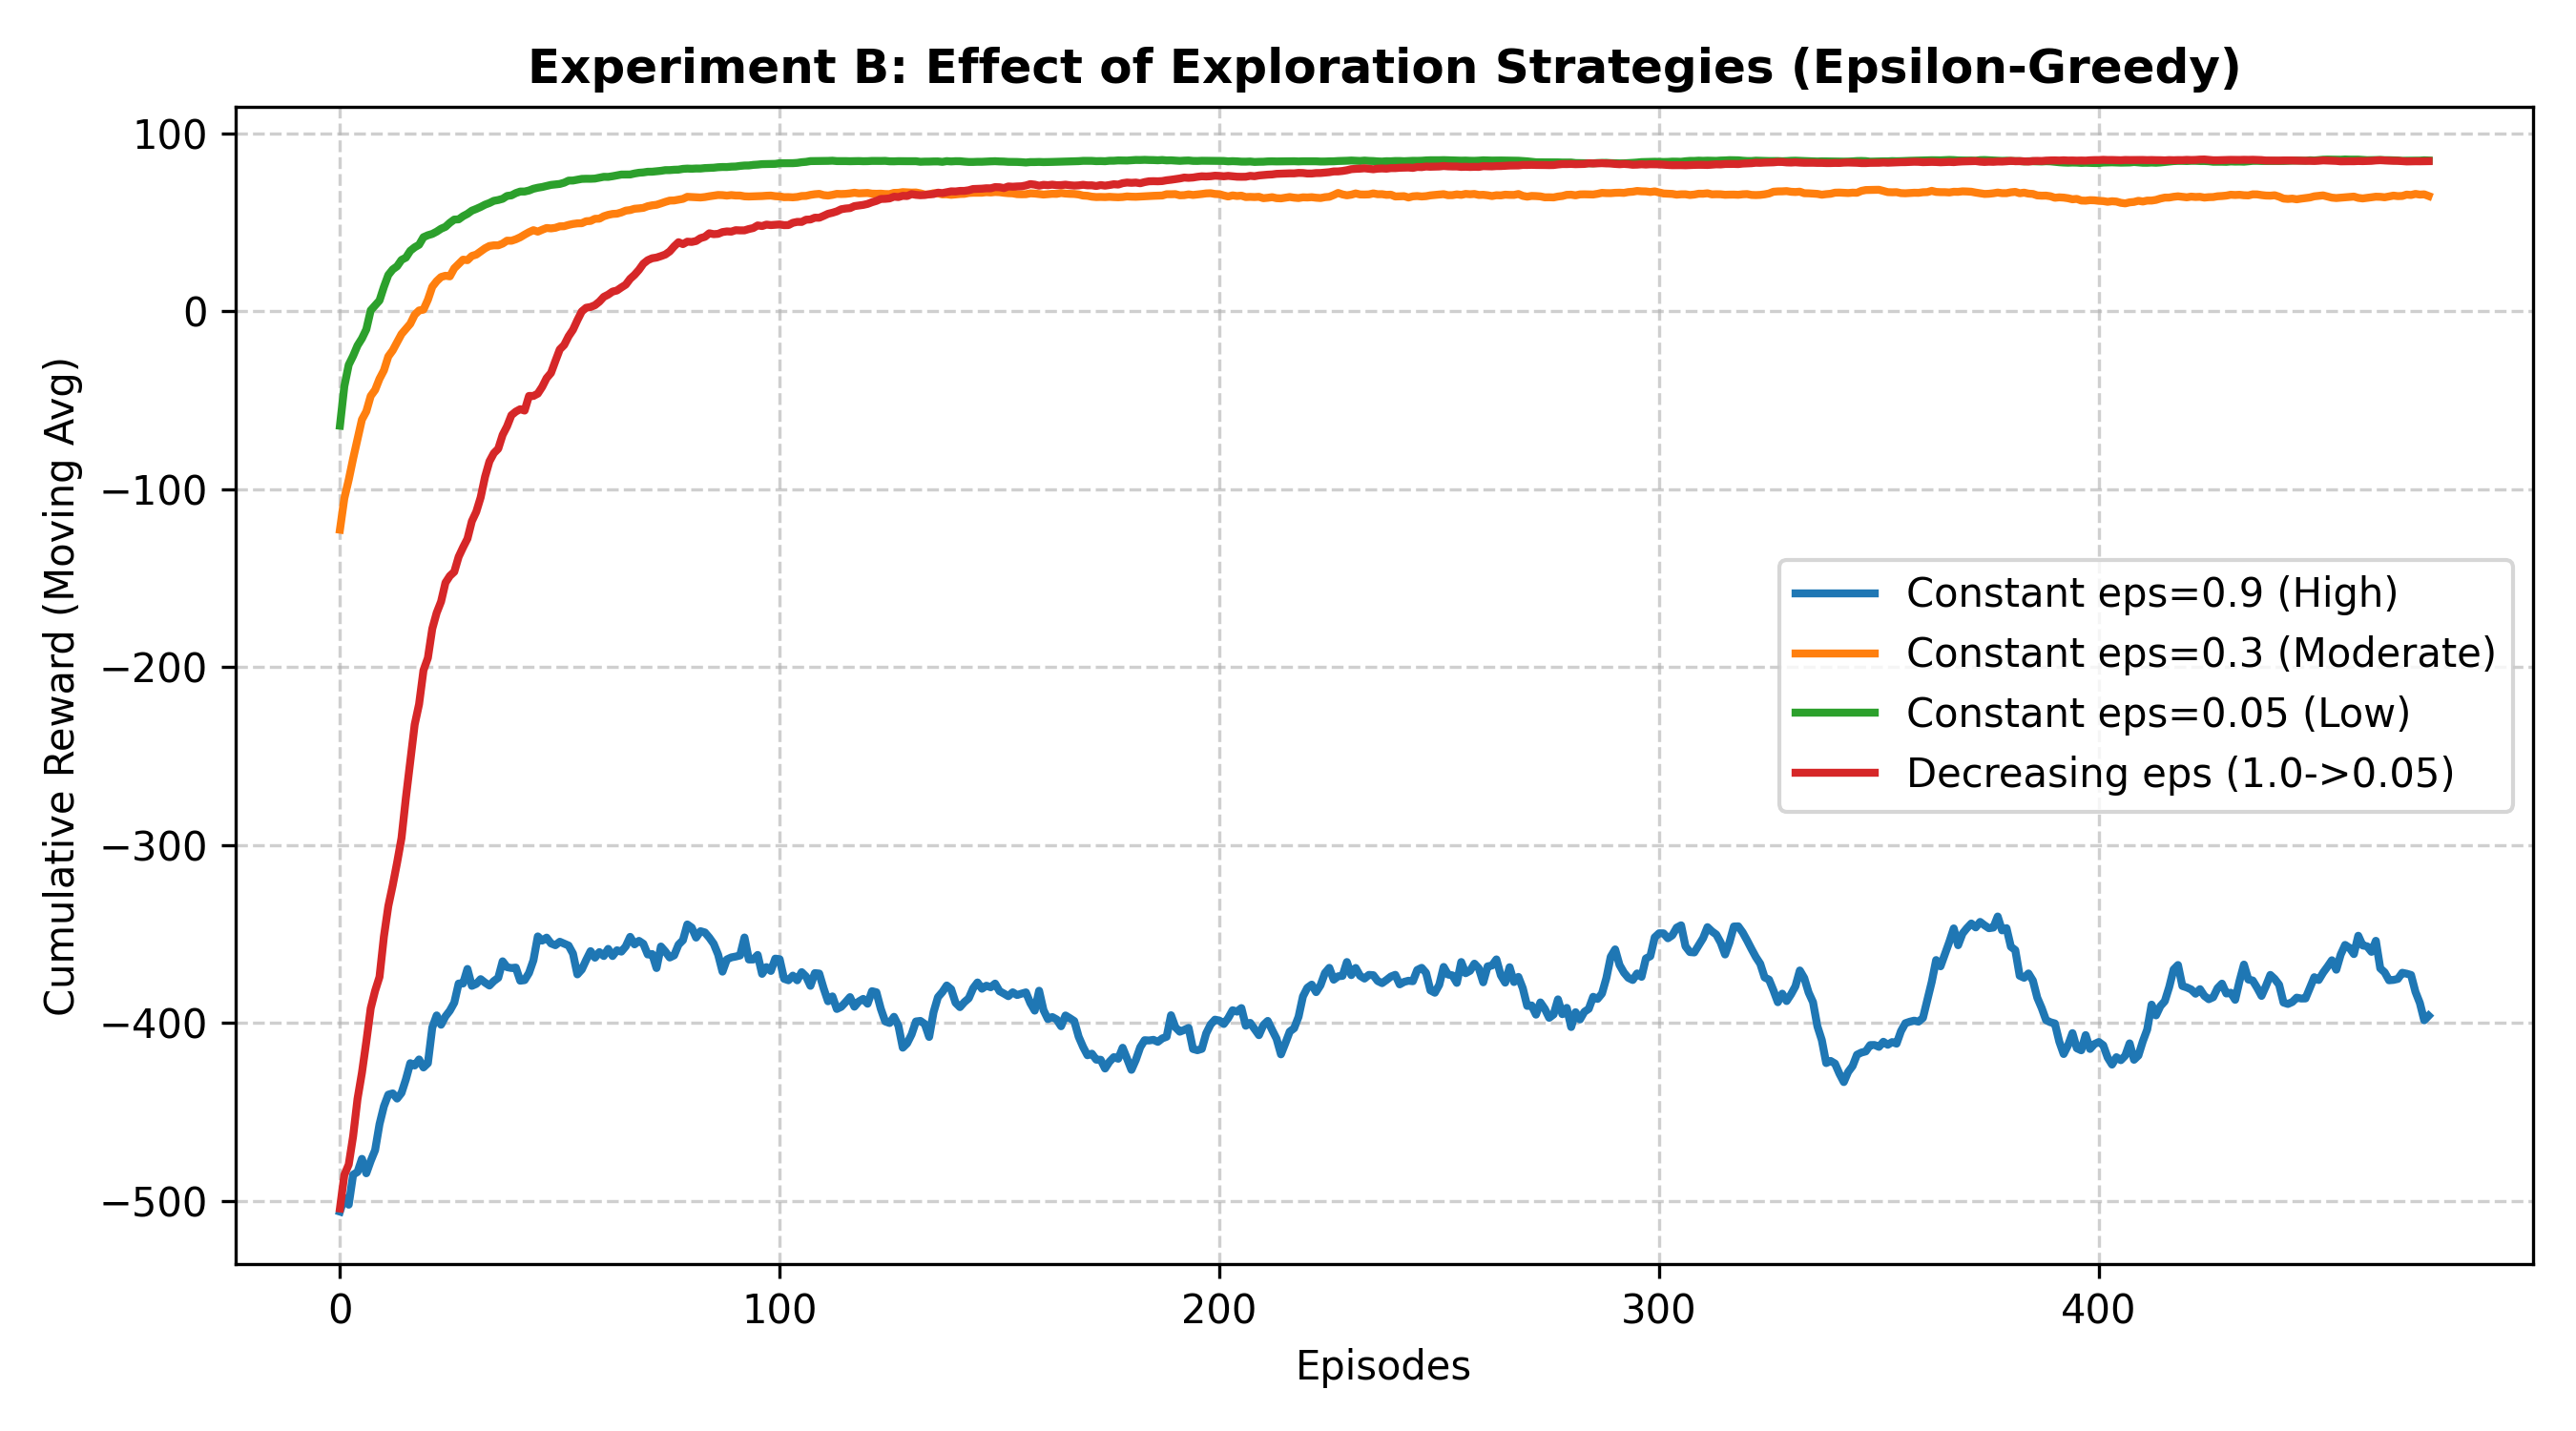 Experiment B: Effect of Exploration Strategies (Epsilon-Greedy)
Cumulative Reward (Moving Avg)
100
0
−100
−200
−300
−400
−500
Constant eps=0.9 (High)
Constant eps=0.3 (Moderate)
Constant eps=0.05 (Low)
Decreasing eps (1.0->0.05)
0 100 200 300 400
Episodes